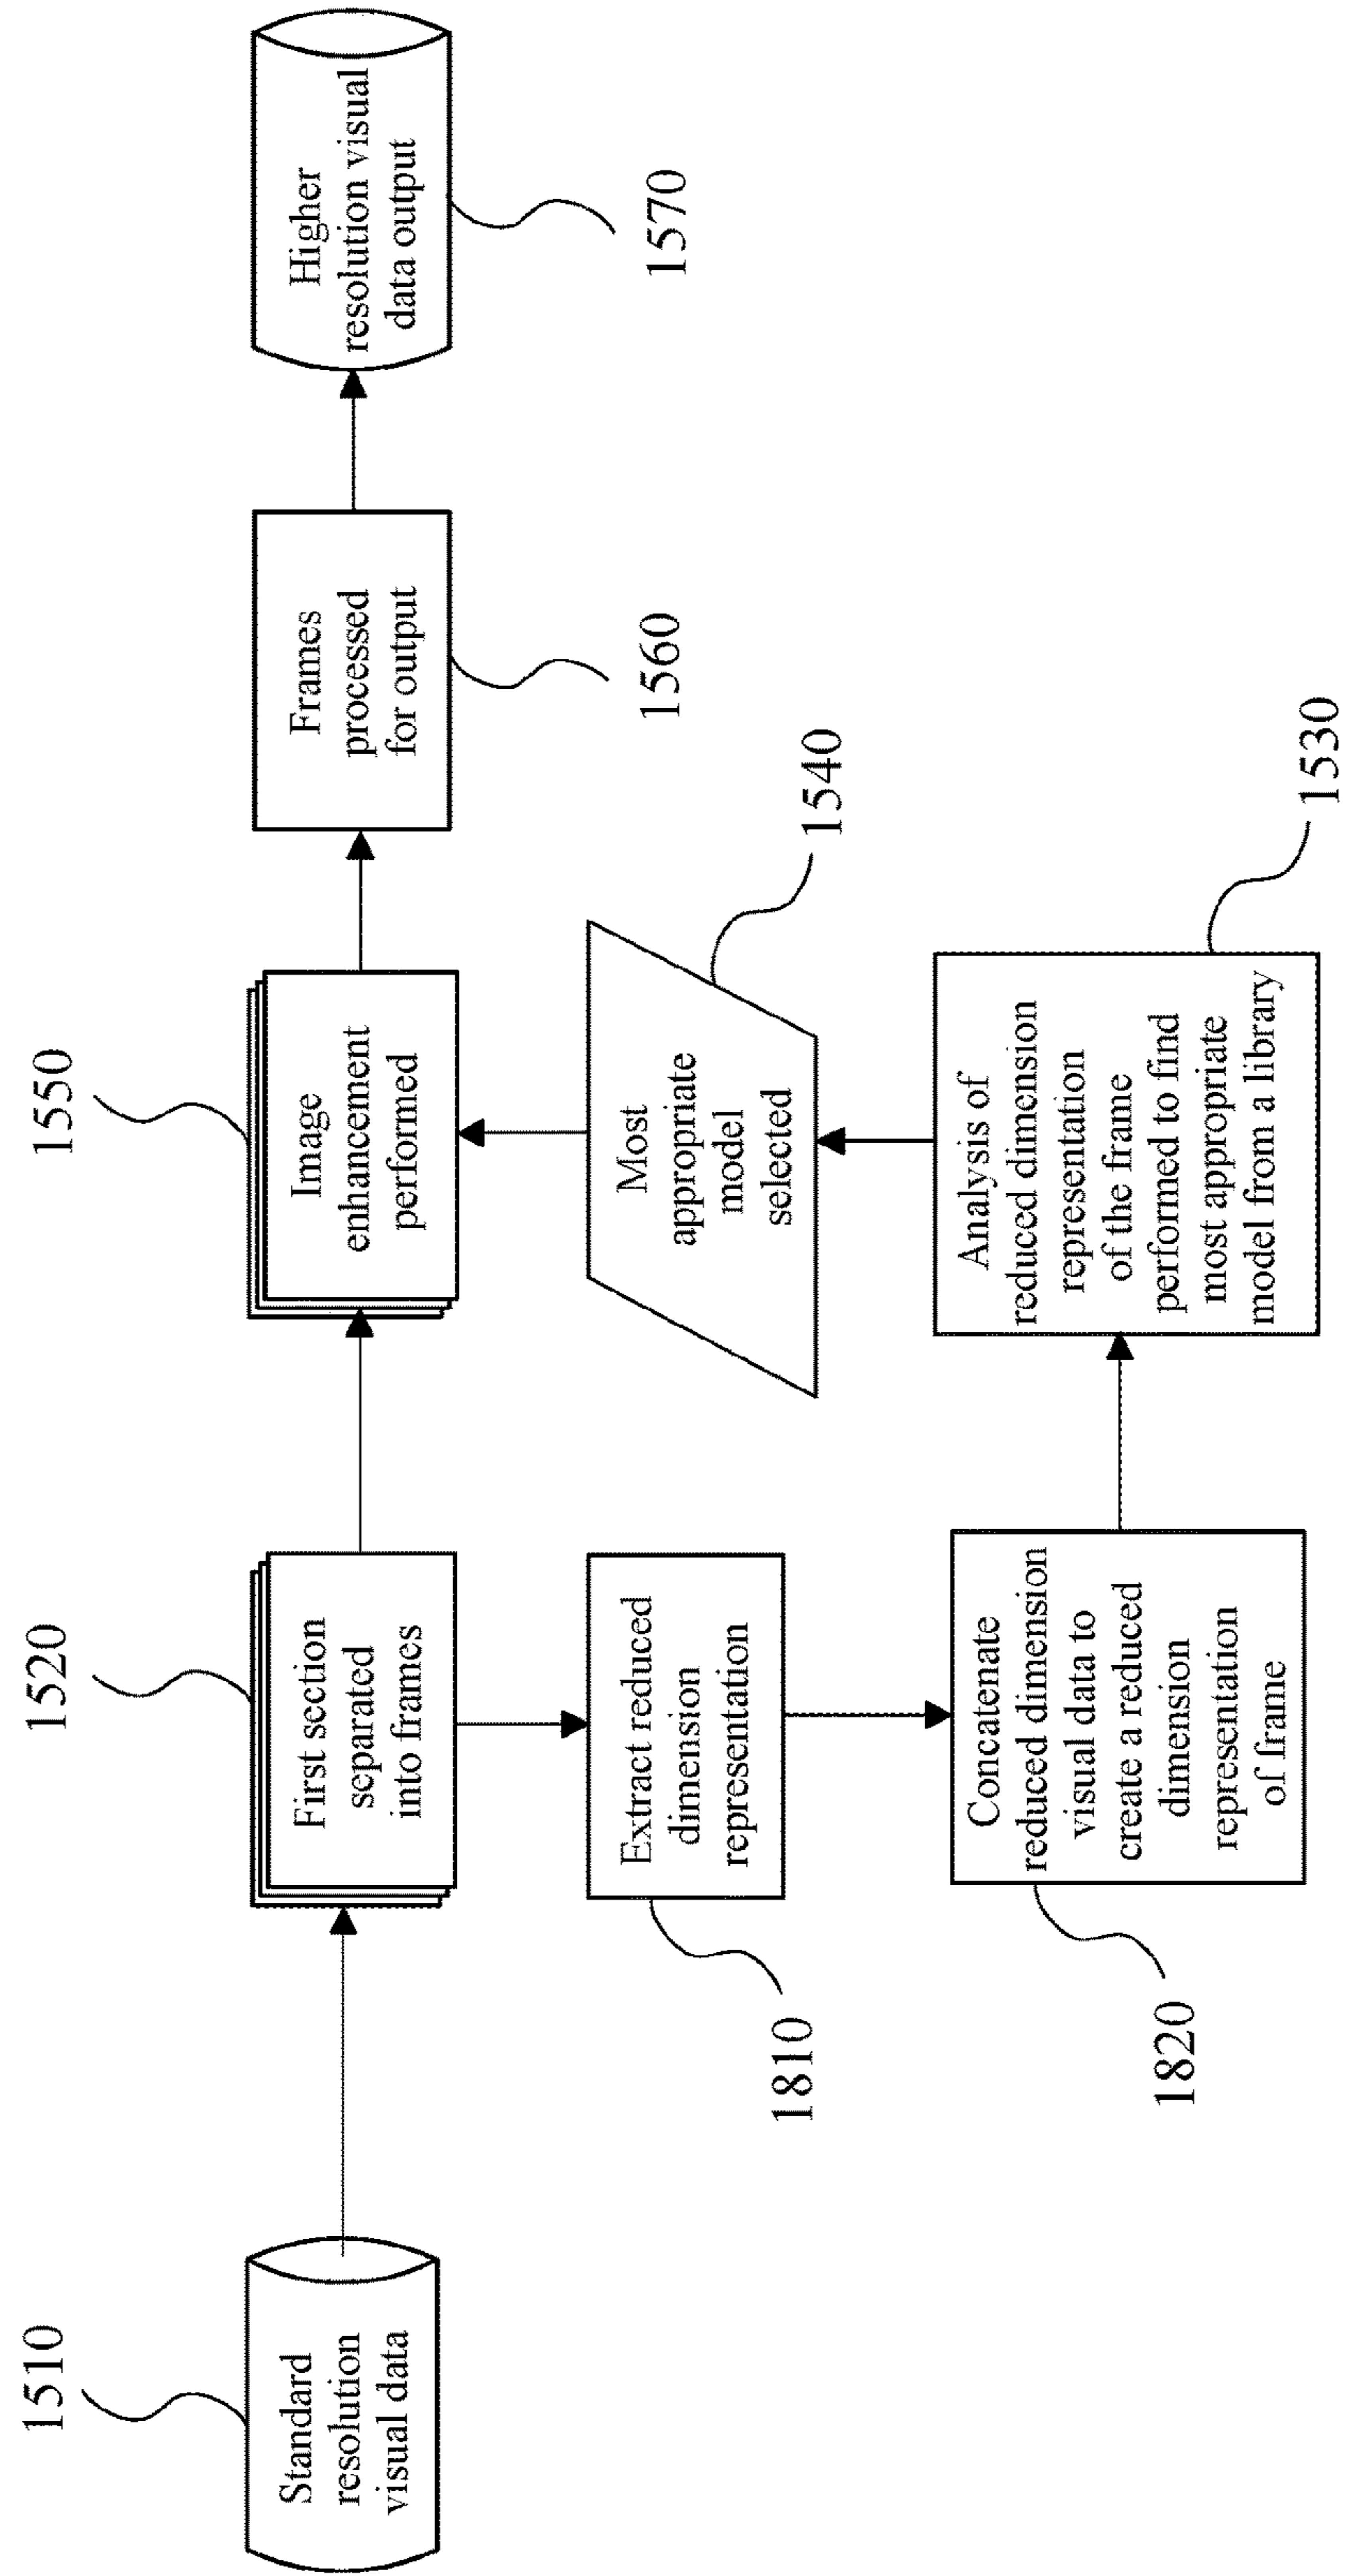 1510
Standard
resolution
visual data
1520
First section
separated
into frames
1550
Image
enhancement
performed
Frames
processed
for output
1560
Higher
resolution visual
data output
1570
Extract reduced
dimension
representation
1810
Most
appropriate
model
selected
1540
Concatenate
reduced dimension
visual data to
create a reduced
dimension
representation
of frame
1820
Analysis of
reduced dimension
representation
of the frame
performed to find
most appropriate
model from a library
1530